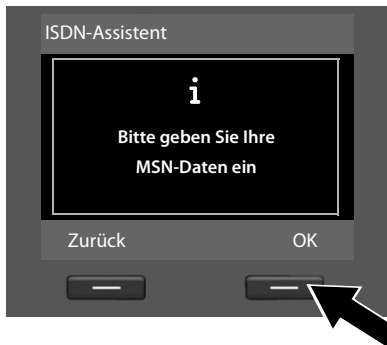 ISDN-Assistent
i
Bitte geben Sie Ihre
MSN-Daten ein
Zurück OK